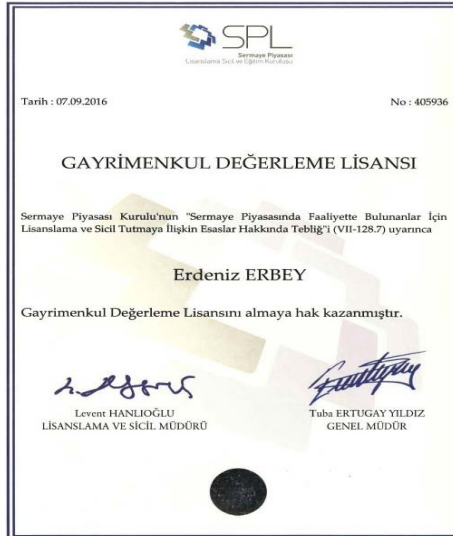 SPL
Sermaye Piyasası
Lisanslama Sicil ve Eğitim Kuruluşu
Tarih : 07.09.2016
No : 405936
GAYRİMENKUL DEĞERLEME LİSANSI
Sermaye Piyasası Kurulu'nun "Sermaye Piyasasında Faaliyette Bulunanlar İçin
Lisanslama ve Sicil Tutmaya İlişkin Esaslar Hakkında Tebliğ"i (VII-128.7) uyarınca
Erdeniz ERBEY
Gayrimenkul Değerleme Lisansını almaya hak kazanmıştır.
Levent HANLIOĞLU
LİSANSLAMA VE SİCİL MÜDÜRÜ
Tuba ERTUGAY YILDIZ
GENEL MÜDÜR